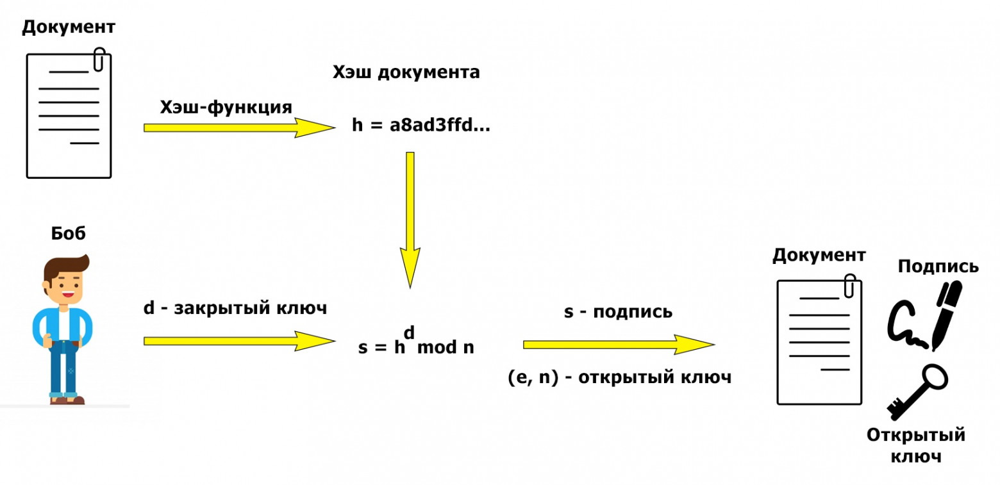 Документ
Хэш документа
Хэш-функция
h = a8ad3ffd...
Боб
d - закрытый ключ
s = h^d mod n
s - подпись
(e, n) - открытый ключ
Документ
Подпись
Открытый
ключ